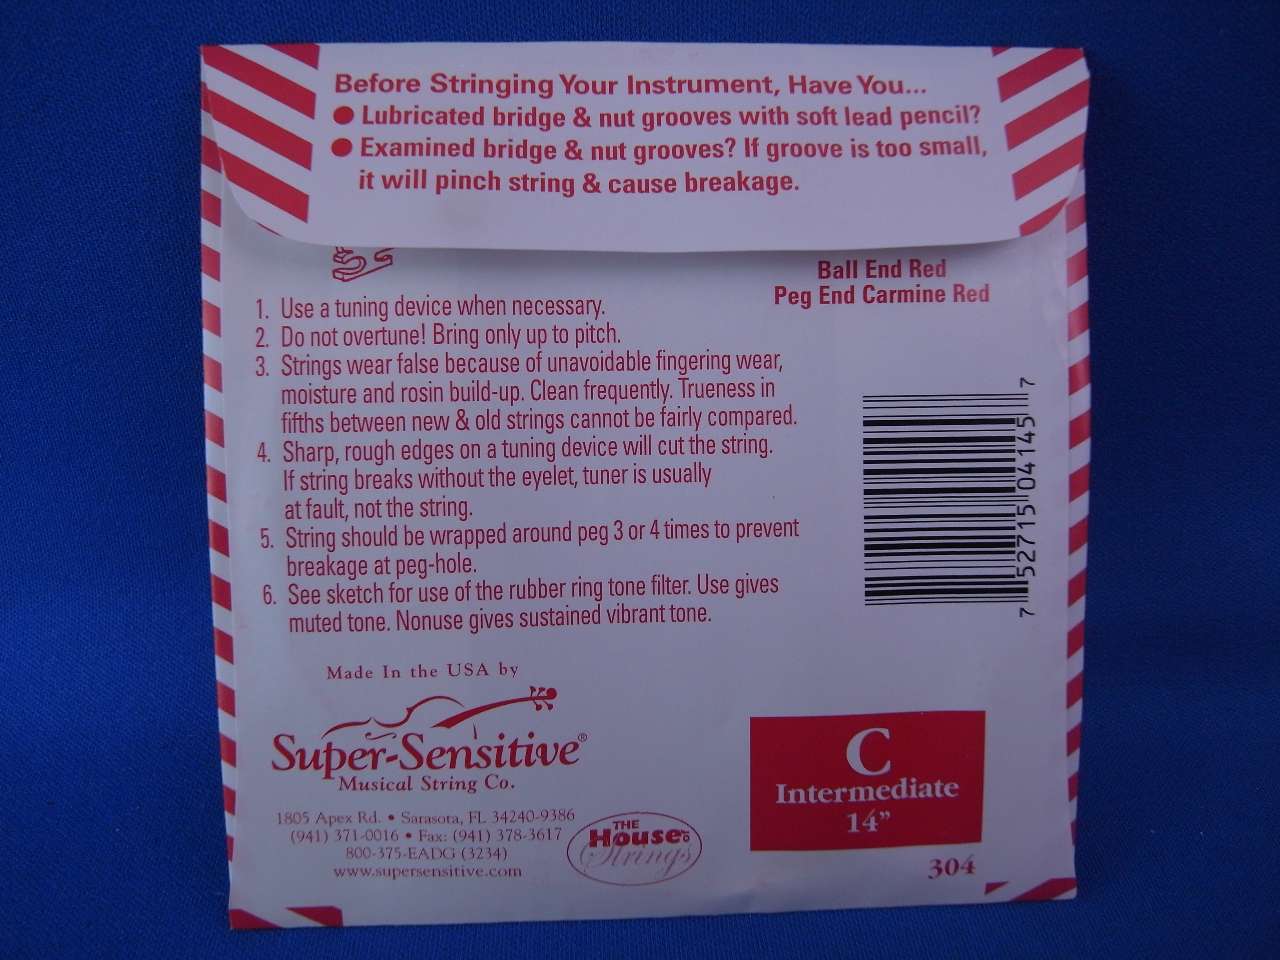 Before Stringing Your Instrument, Have You...
● Lubricated bridge & nut grooves with soft lead pencil?
● Examined bridge & nut grooves? If groove is too small,
it will pinch string & cause breakage.
Ball End Red
Peg End Carmine Red
1. Use a tuning device when necessary.
2. Do not overtune! Bring only up to pitch.
3. Strings wear false because of unavoidable fingering wear,
moisture and rosin build-up. Clean frequently. Trueness in
fifths between new & old strings cannot be fairly compared.
4. Sharp, rough edges on a tuning device will cut the string.
If string breaks without the eyelet, tuner is usually
at fault, not the string.
5. String should be wrapped around peg 3 or 4 times to prevent
breakage at peg-hole.
6. See sketch for use of the rubber ring tone filter. Use gives
muted tone. Nonuse gives sustained vibrant tone.
7 52715 04145 7
Made In the USA by
Super-Sensitive®
Musical String Co.
1805 Apex Rd. • Sarasota, FL 34240-9386
(941) 371-0016 • Fax: (941) 378-3617
800-375-EADG (3234)
www.supersensitive.com
THE
House OF
Strings
C
Intermediate
14”
304